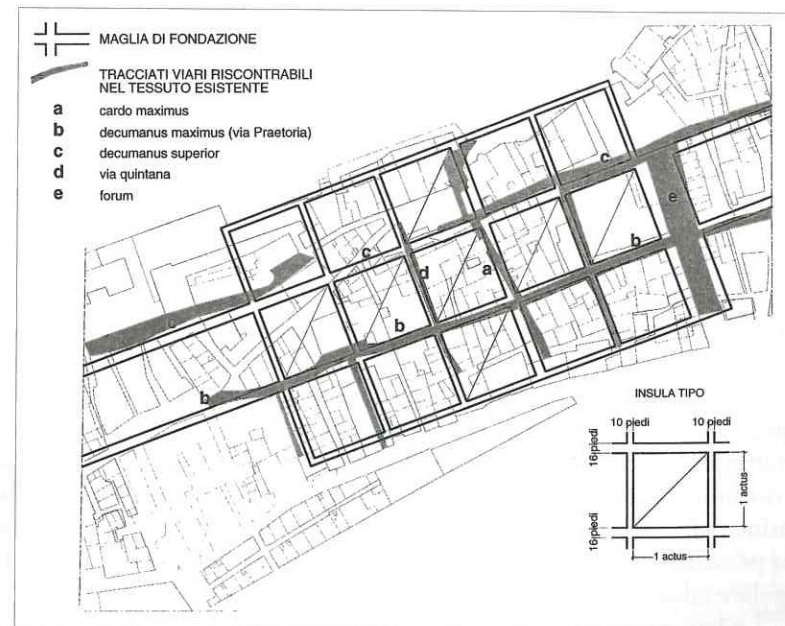 MAGLIA DI FONDAZIONE
TRACCIATI VIARI RISCONTRABILI
NEL TESSUTO ESISTENTE
a cardo maximus
b decumanus maximus (via Praetoria)
c decumanus superior
d via quintana
e forum
c
e
c
b
d
a
b
b
INSULA TIPO
10 piedi 10 piedi
16piedi
1 actus
16piedi
1 actus